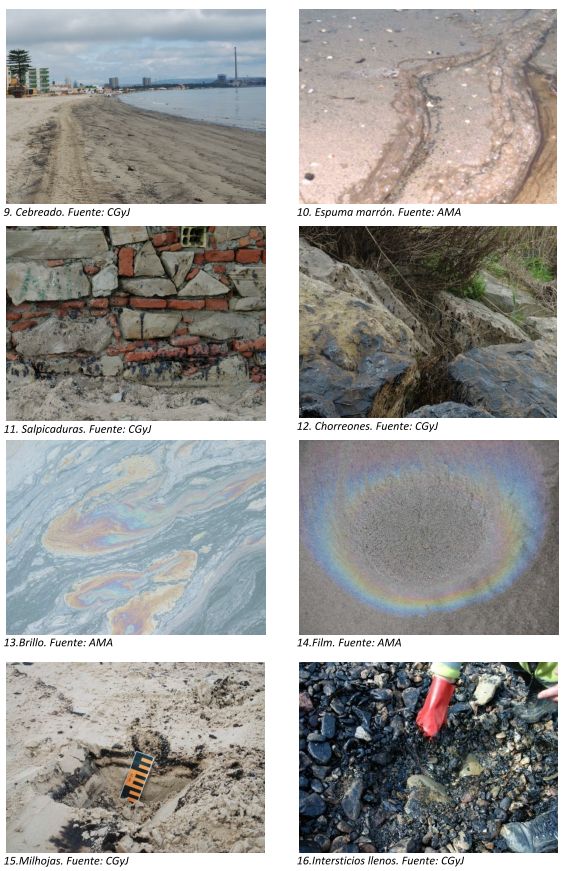 9. Cebreado. Fuente: CGyJ
10. Espuma marrón. Fuente: AMA
11. Salpicaduras. Fuente: CGyJ
12. Chorreones. Fuente: CGyJ
13.Brillo. Fuente: AMA
14.Film. Fuente: AMA
15.Milhojas. Fuente: CGyJ
16.Intersticios llenos. Fuente: CGyJ